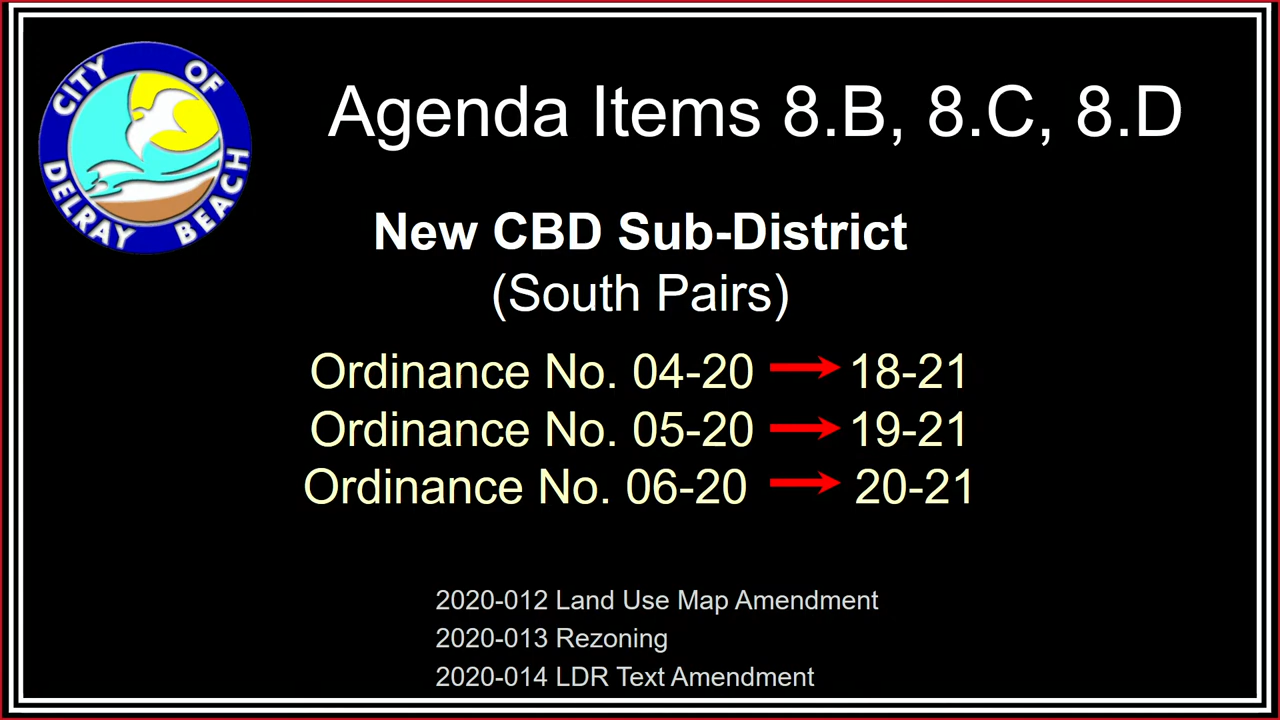 CITY OF
DELRAY BEACH
Agenda Items 8.B, 8.C, 8.D
New CBD Sub-District
(South Pairs)
Ordinance No. 04-20 → 18-21
Ordinance No. 05-20 → 19-21
Ordinance No. 06-20 → 20-21
2020-012 Land Use Map Amendment
2020-013 Rezoning
2020-014 LDR Text Amendment